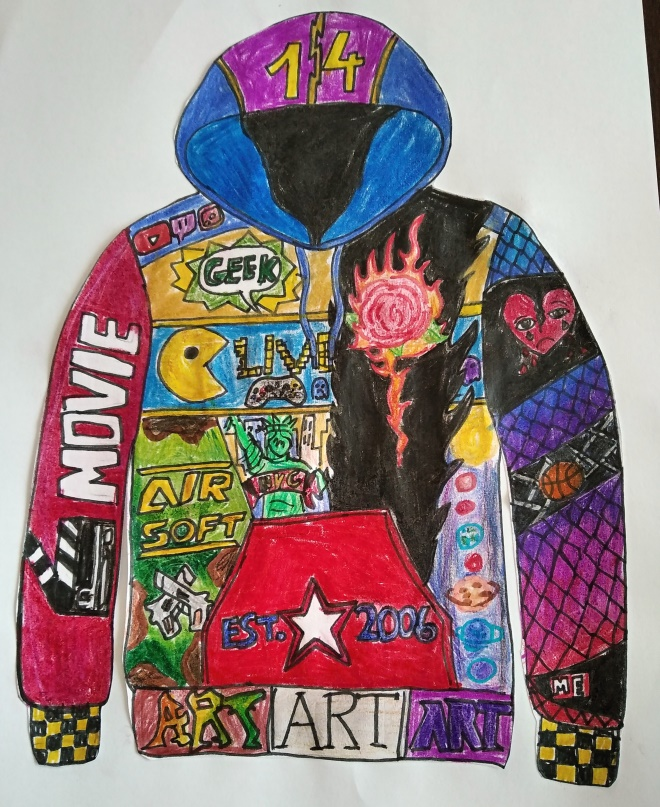 14
GEEK
LIVE
MOVIE
NYC
AIR
SOFT
EST. 2006
ME
ART ART ART